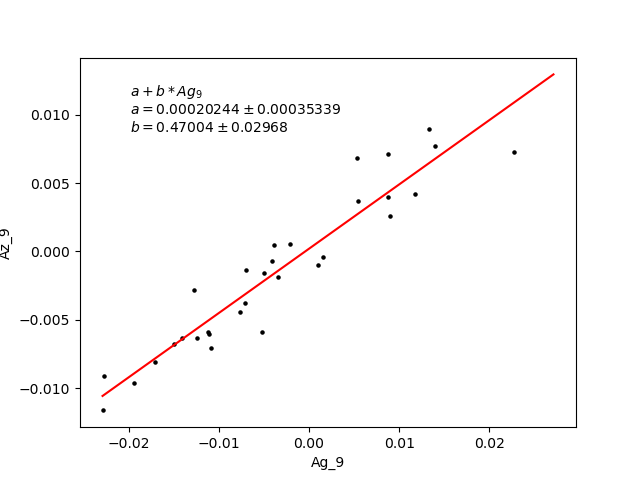 a + b * Ag9
a = 0.00020244 ± 0.00035339
b = 0.47004 ± 0.02968
0.010
0.005
0.000
−0.005
−0.010
Az_9
−0.02 −0.01 0.00 0.01 0.02
Ag_9